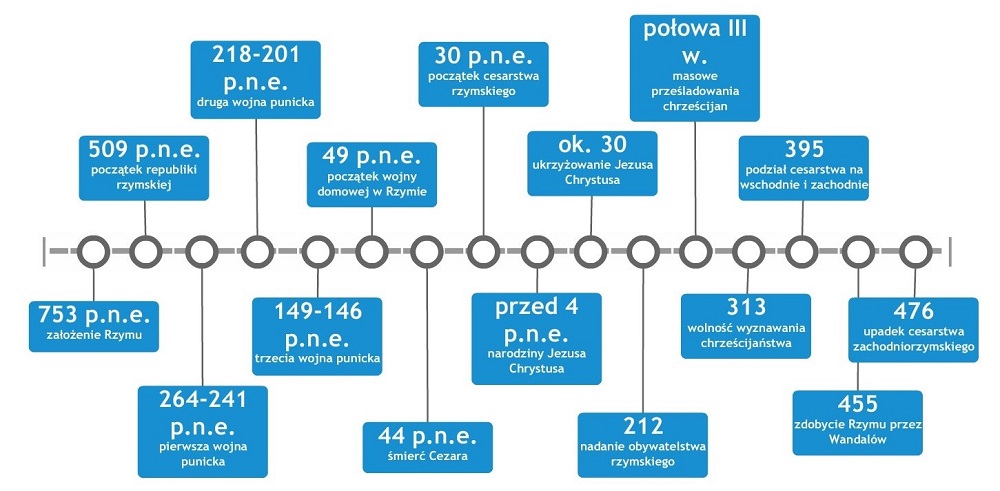 753 p.n.e.
założenie Rzymu
509 p.n.e.
początek republiki
rzymskiej
264-241
p.n.e.
pierwsza wojna
punicka
218-201
p.n.e.
druga wojna punicka
149-146
p.n.e.
trzecia wojna punicka
49 p.n.e.
początek wojny
domowej w Rzymie
44 p.n.e.
śmierć Cezara
30 p.n.e.
początek cesarstwa
rzymskiego
przed 4
p.n.e.
narodziny Jezusa
Chrystusa
ok. 30
ukrzyżowanie Jezusa
Chrystusa
212
nadanie obywatelstwa
rzymskiego
połowa III
w.
masowe
prześladowania
chrześcijan
313
wolność wyznawania
chrześcijaństwa
395
podział cesarstwa na
wschodnie i zachodnie
455
zdobycie Rzymu przez
Wandalów
476
upadek cesarstwa
zachodniorzymskiego